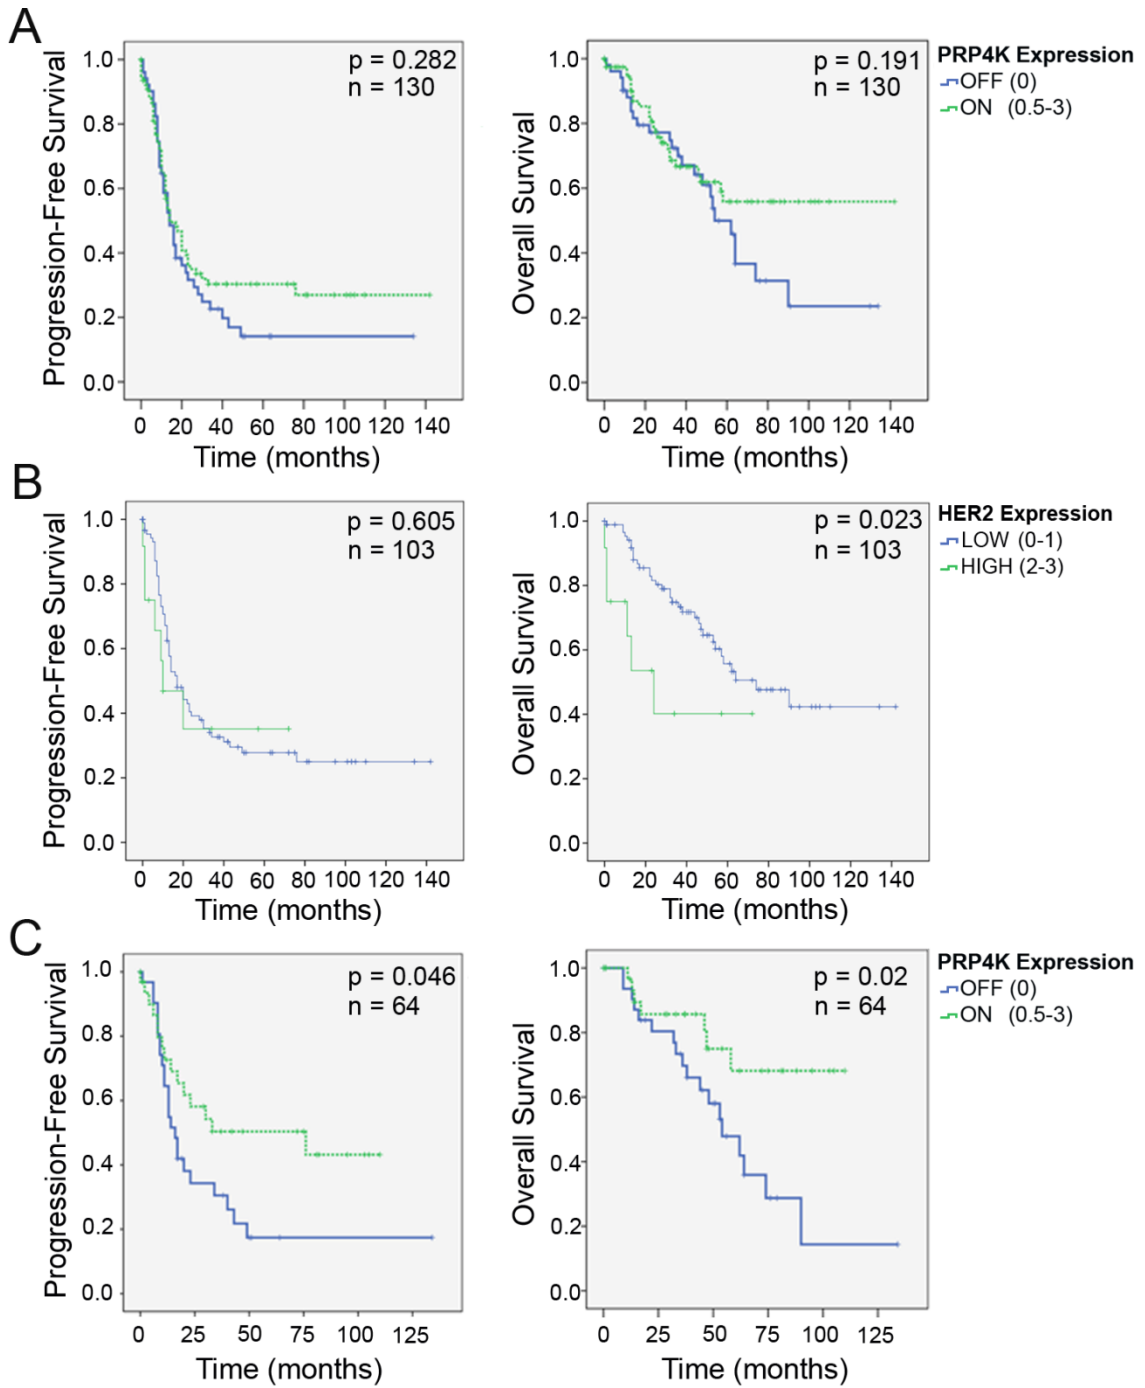 A
Progression-Free Survival
1.0
0.8
0.6
0.4
0.2
0.0
p = 0.282
n = 130
0 20 40 60 80 100 120 140
Time (months)
Overall Survival
1.0
0.8
0.6
0.4
0.2
0.0
p = 0.191
n = 130
0 20 40 60 80 100 120 140
Time (months)
PRP4K Expression
OFF (0)
ON (0.5-3)
B
Progression-Free Survival
1.0
0.8
0.6
0.4
0.2
0.0
p = 0.605
n = 103
0 20 40 60 80 100 120 140
Time (months)
Overall Survival
1.0
0.8
0.6
0.4
0.2
0.0
p = 0.023
n = 103
0 20 40 60 80 100 120 140
Time (months)
HER2 Expression
LOW (0-1)
HIGH (2-3)
C
Progression-Free Survival
1.0
0.8
0.6
0.4
0.2
0.0
p = 0.046
n = 64
0 25 50 75 100 125
Time (months)
Overall Survival
1.0
0.8
0.6
0.4
0.2
0.0
p = 0.02
n = 64
0 25 50 75 100 125
Time (months)
PRP4K Expression
OFF (0)
ON (0.5-3)